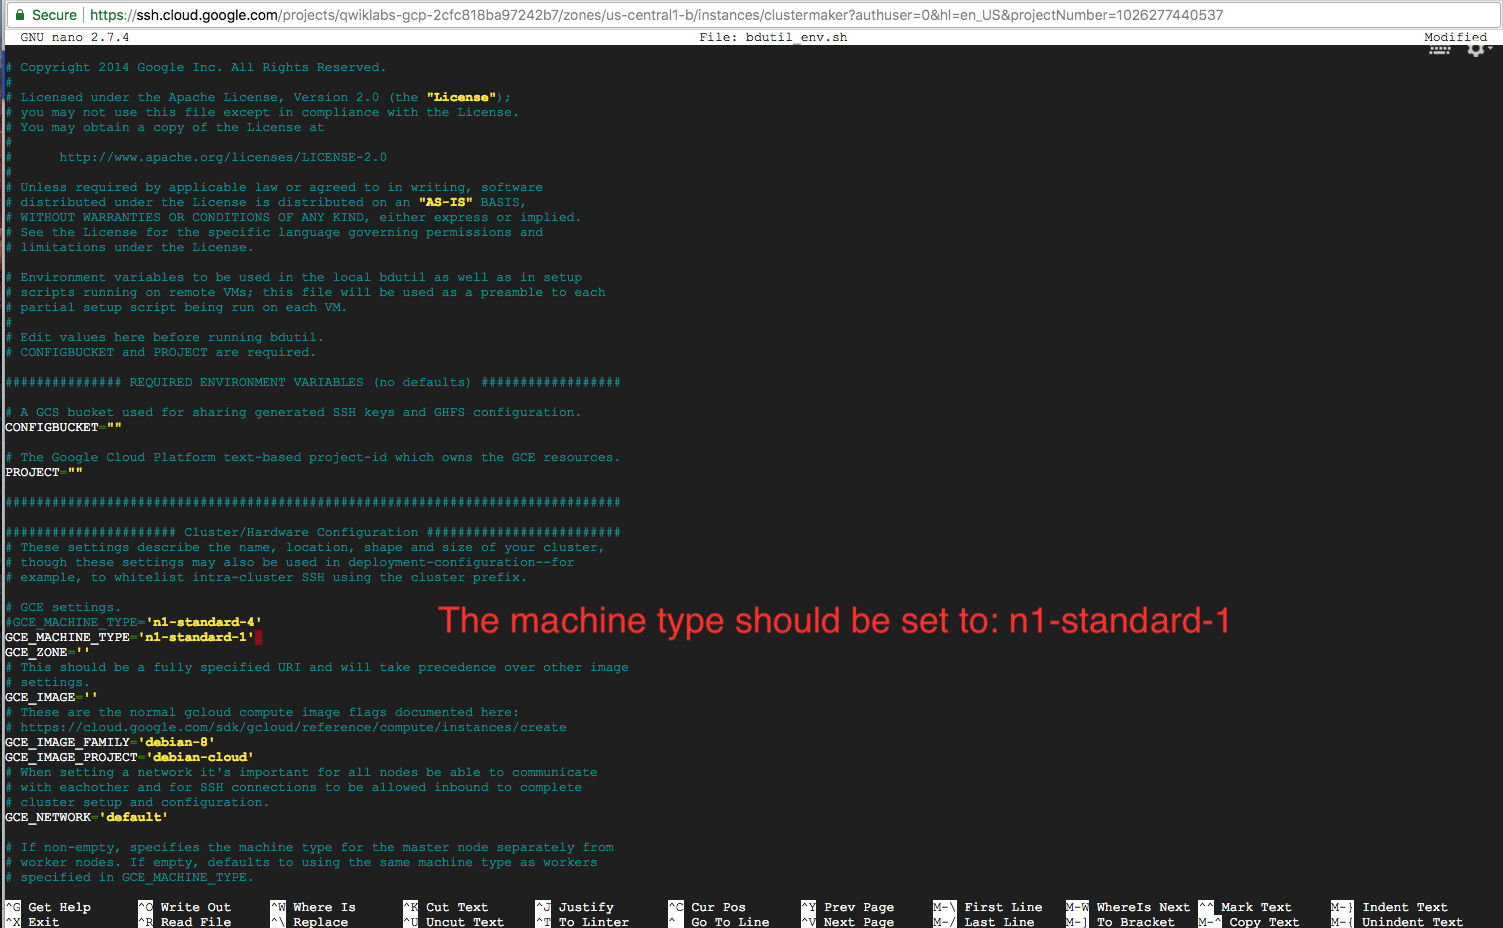 Secure https://ssh.cloud.google.com/projects/qwiklabs-gcp-2cfc818ba97242b7/zones/us-central1-b/instances/clustermaker?authuser=0&hl=en_US&projectNumber=1026277440537
GNU nano 2.7.4 File: bdutil_env.sh Modified
# Copyright 2014 Google Inc. All Rights Reserved.
#
# Licensed under the Apache License, Version 2.0 (the "License");
# you may not use this file except in compliance with the License.
# You may obtain a copy of the License at
#
#      http://www.apache.org/licenses/LICENSE-2.0
#
# Unless required by applicable law or agreed to in writing, software
# distributed under the License is distributed on an "AS-IS" BASIS,
# WITHOUT WARRANTIES OR CONDITIONS OF ANY KIND, either express or implied.
# See the License for the specific language governing permissions and
# limitations under the License.
# Environment variables to be used in the local bdutil as well as in setup
# scripts running on remote VMs; this file will be used as a preamble to each
# partial setup script being run on each VM.
#
# Edit values here before running bdutil.
# CONFIGBUCKET and PROJECT are required.
############### REQUIRED ENVIRONMENT VARIABLES (no defaults) ##################
# A GCS bucket used for sharing generated SSH keys and GHFS configuration.
CONFIGBUCKET=""
# The Google Cloud Platform text-based project-id which owns the GCE resources.
PROJECT=""
###############################################################################
###################### Cluster/Hardware Configuration #########################
# These settings describe the name, location, shape and size of your cluster,
# though these settings may also be used in deployment-configuration--for
# example, to whitelist intra-cluster SSH using the cluster prefix.
# GCE settings.
#GCE_MACHINE_TYPE='n1-standard-4'
The machine type should be set to: n1-standard-1
GCE_MACHINE_TYPE='n1-standard-1'
GCE_ZONE=''
# This should be a fully specified URI and will take precedence over other image
# settings.
GCE_IMAGE=''
# These are the normal gcloud compute image flags documented here:
# https://cloud.google.com/sdk/gcloud/reference/compute/instances/create
GCE_IMAGE_FAMILY='debian-8'
GCE_IMAGE_PROJECT='debian-cloud'
# When setting a network it's important for all nodes be able to communicate
# with eachother and for SSH connections to be allowed inbound to complete
# cluster setup and configuration.
GCE_NETWORK='default'
# If non-empty, specifies the machine type for the master node separately from
# worker nodes. If empty, defaults to using the same machine type as workers
# specified in GCE_MACHINE_TYPE.
^G Get Help ^O Write Out ^W Where Is ^K Cut Text ^J Justify ^C Cur Pos ^Y Prev Page M-\ First Line M-W WhereIs Next ^^ Mark Text M-} Indent Text
^X Exit ^R Read File ^\ Replace ^U Uncut Text ^T To Linter ^_ Go To Line ^V Next Page M-/ Last Line M-] To Bracket M-^ Copy Text M-{ Unindent Text